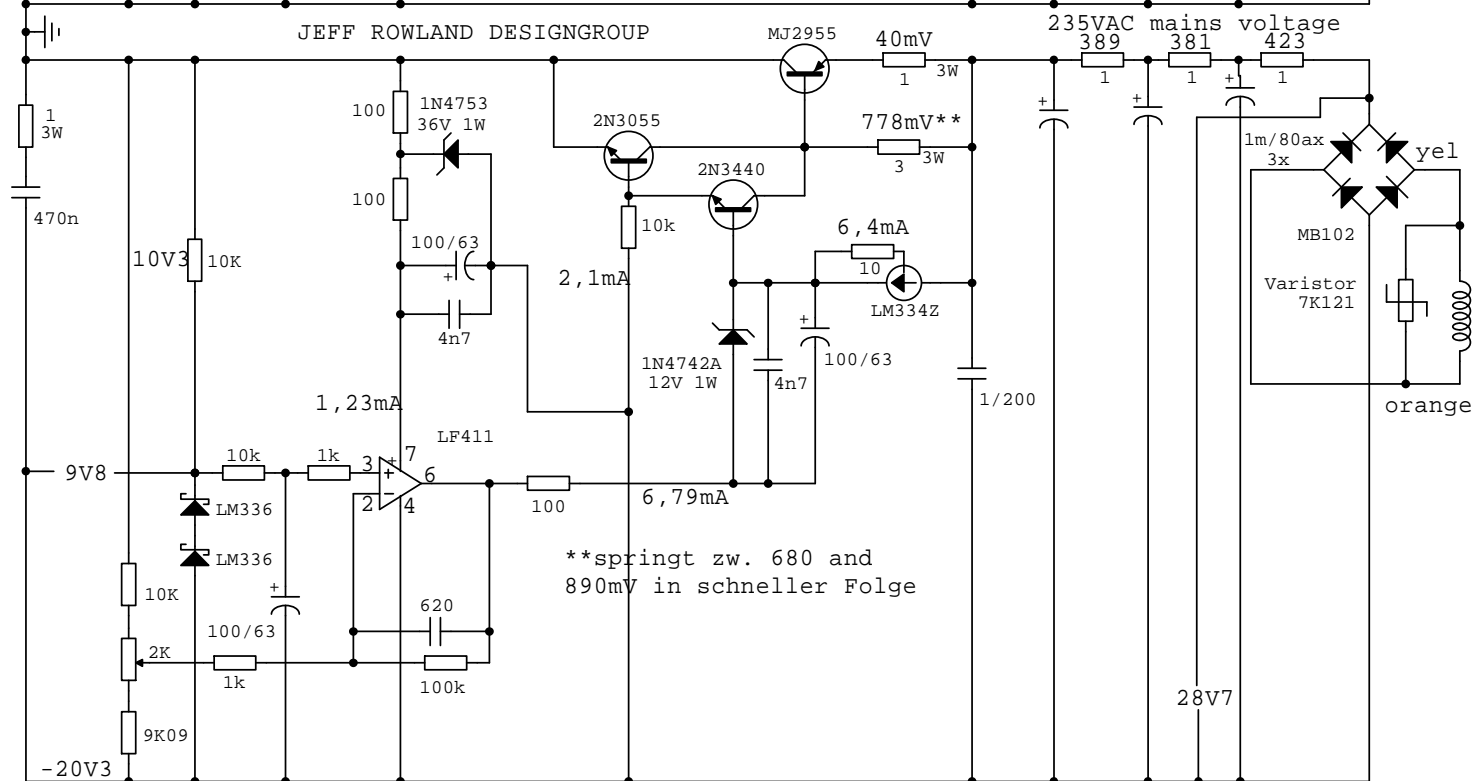 JEFF ROWLAND DESIGNGROUP
MJ2955
235VAC mains voltage
40mV
1
3W
389
1
381
1
423
1
+
+
+
1
3W
470n
100
1N4753
36V 1W
2N3055
778mV**
3
3W
2N3440
1m/80ax
3x
yel
MB102
100
100/63
+
4n7
10V3
10K
10k
2,1mA
6,4mA
10
LM334Z
+
100/63
1N4742A
12V 1W
4n7
1/200
Varistor
7K121
orange
1,23mA
LF411
9V8
10k
1k
3
+
+
7
6
2
-
4
100
6,79mA
LM336
LM336
**springt zw. 680 and
890mV in schneller Folge
10K
+
100/63
620
2K
1k
100k
9K09
28V7
-20V3